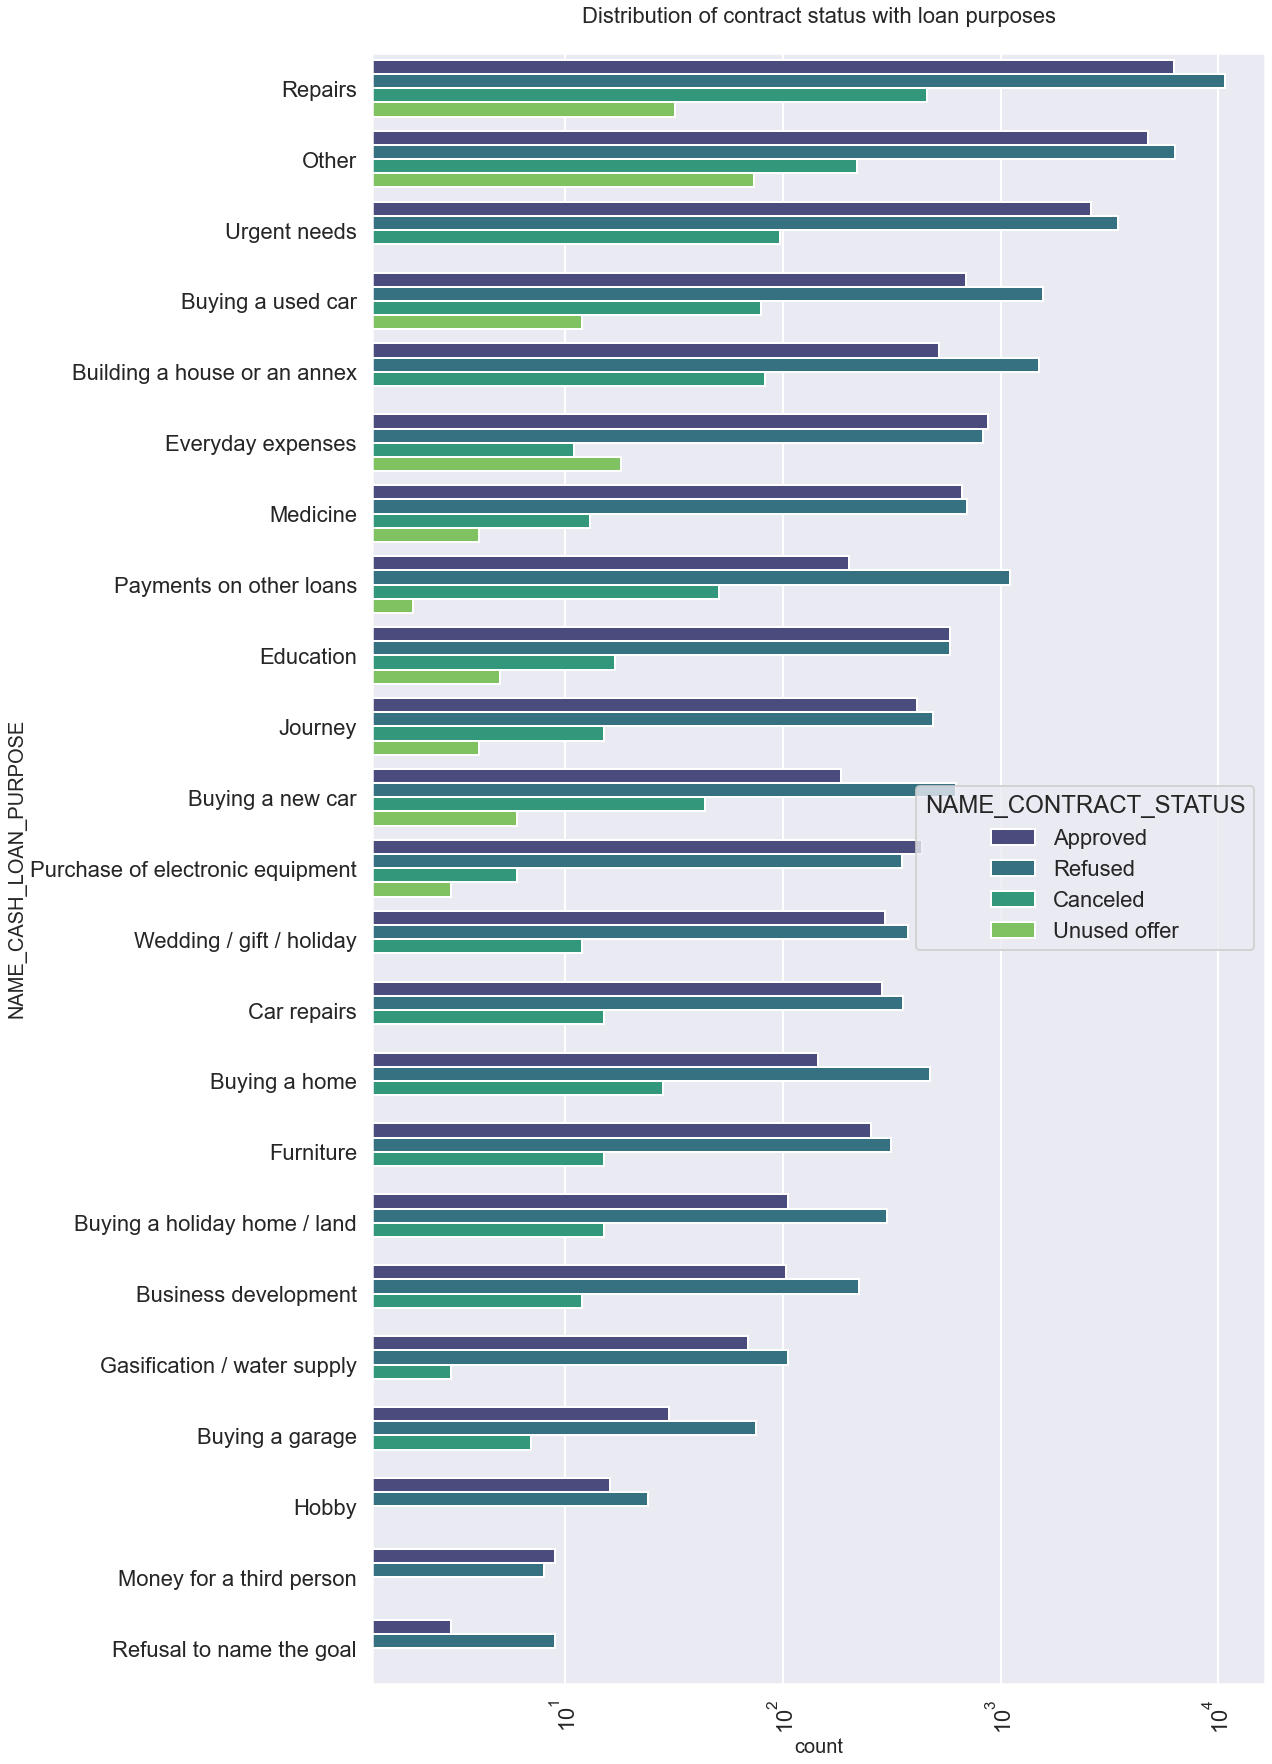 Distribution of contract status with loan purposes
Repairs
Other
Urgent needs
Buying a used car
Building a house or an annex
Everyday expenses
Medicine
Payments on other loans
Education
Journey
Buying a new car
Purchase of electronic equipment
Wedding / gift / holiday
Car repairs
Buying a home
Furniture
Buying a holiday home / land
Business development
Gasification / water supply
Buying a garage
Hobby
Money for a third person
Refusal to name the goal
NAME_CASH_LOAN_PURPOSE
NAME_CONTRACT_STATUS
Approved
Refused
Canceled
Unused offer
10¹
10²
10³
10⁴
count